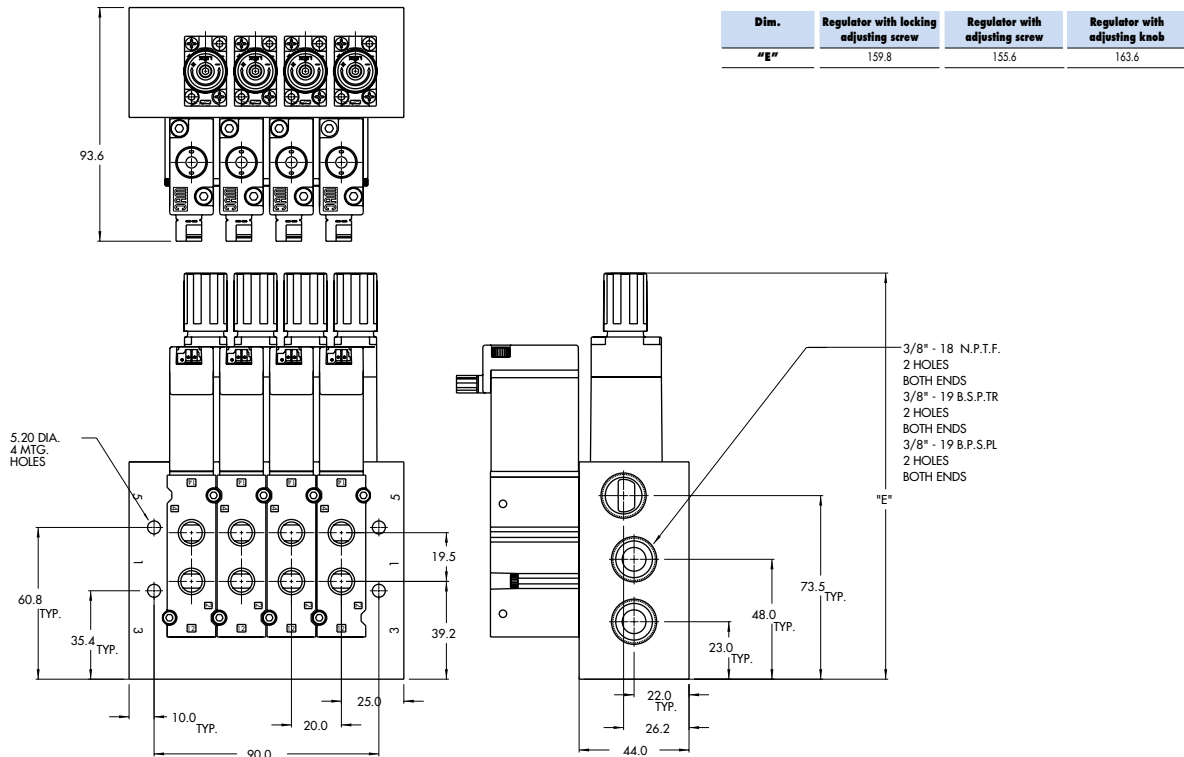 Dim.
Regulator with locking
adjusting screw
Regulator with
adjusting screw
Regulator with
adjusting knob
"E"
159.8
155.6
163.6
93.6
5.20 DIA.
4 MTG.
HOLES
5
1
3
5
1
3
60.8
TYP.
35.4
TYP.
19.5
39.2
25.0
10.0
TYP.
20.0
90.0
3/8" - 18 N.P.T.F.
2 HOLES
BOTH ENDS
3/8" - 19 B.S.P.TR
2 HOLES
BOTH ENDS
3/8" - 19 B.P.S.PL
2 HOLES
BOTH ENDS
"E"
73.5
TYP.
48.0
TYP.
23.0
TYP.
22.0
TYP.
26.2
44.0